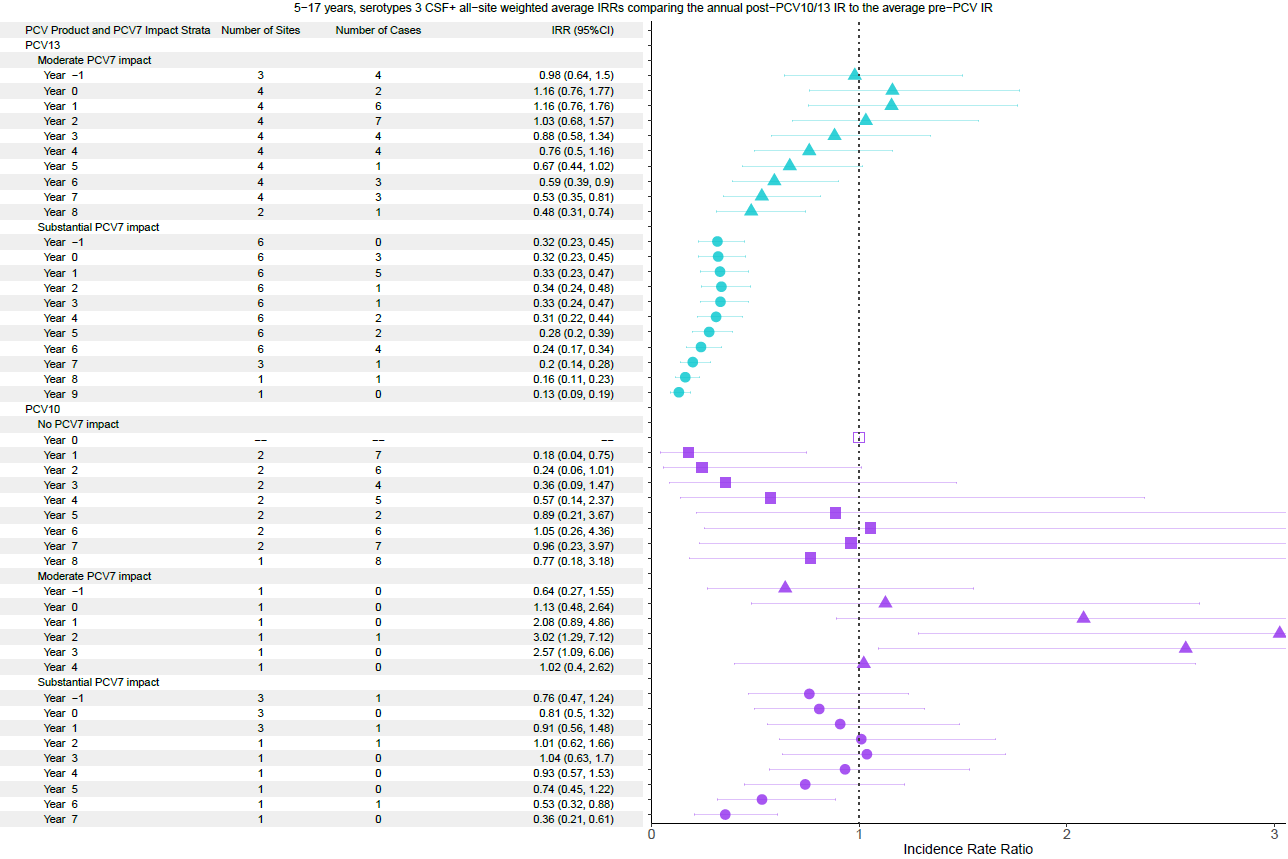 5−17 years, serotypes 3 CSF+ all−site weighted average IRRs comparing the annual post−PCV10/13 IR to the average pre−PCV IR
PCV Product and PCV7 Impact Strata Number of Sites Number of Cases IRR (95%CI)
PCV13
Moderate PCV7 impact
Year −1 3 4 0.98 (0.64, 1.5)
Year 0 4 2 1.16 (0.76, 1.77)
Year 1 4 6 1.16 (0.76, 1.76)
Year 2 4 7 1.03 (0.68, 1.57)
Year 3 4 4 0.88 (0.58, 1.34)
Year 4 4 4 0.76 (0.5, 1.16)
Year 5 4 1 0.67 (0.44, 1.02)
Year 6 4 3 0.59 (0.39, 0.9)
Year 7 4 3 0.53 (0.35, 0.81)
Year 8 2 1 0.48 (0.31, 0.74)
Substantial PCV7 impact
Year −1 6 0 0.32 (0.23, 0.45)
Year 0 6 3 0.32 (0.23, 0.45)
Year 1 6 5 0.33 (0.23, 0.47)
Year 2 6 1 0.34 (0.24, 0.48)
Year 3 6 1 0.33 (0.24, 0.47)
Year 4 6 2 0.31 (0.22, 0.44)
Year 5 6 2 0.28 (0.2, 0.39)
Year 6 6 4 0.24 (0.17, 0.34)
Year 7 3 1 0.2 (0.14, 0.28)
Year 8 1 1 0.16 (0.11, 0.23)
Year 9 1 0 0.13 (0.09, 0.19)
PCV10
No PCV7 impact
Year 0 −− −− −−
Year 1 2 7 0.18 (0.04, 0.75)
Year 2 2 6 0.24 (0.06, 1.01)
Year 3 2 4 0.36 (0.09, 1.47)
Year 4 2 5 0.57 (0.14, 2.37)
Year 5 2 2 0.89 (0.21, 3.67)
Year 6 2 6 1.05 (0.26, 4.36)
Year 7 2 7 0.96 (0.23, 3.97)
Year 8 1 8 0.77 (0.18, 3.18)
Moderate PCV7 impact
Year −1 1 0 0.64 (0.27, 1.55)
Year 0 1 0 1.13 (0.48, 2.64)
Year 1 1 0 2.08 (0.89, 4.86)
Year 2 1 1 3.02 (1.29, 7.12)
Year 3 1 0 2.57 (1.09, 6.06)
Year 4 1 0 1.02 (0.4, 2.62)
Substantial PCV7 impact
Year −1 3 1 0.76 (0.47, 1.24)
Year 0 3 0 0.81 (0.5, 1.32)
Year 1 3 1 0.91 (0.56, 1.48)
Year 2 1 1 1.01 (0.62, 1.66)
Year 3 1 0 1.04 (0.63, 1.7)
Year 4 1 0 0.93 (0.57, 1.53)
Year 5 1 0 0.74 (0.45, 1.22)
Year 6 1 1 0.53 (0.32, 0.88)
Year 7 1 0 0.36 (0.21, 0.61)
0 1 2 3
Incidence Rate Ratio